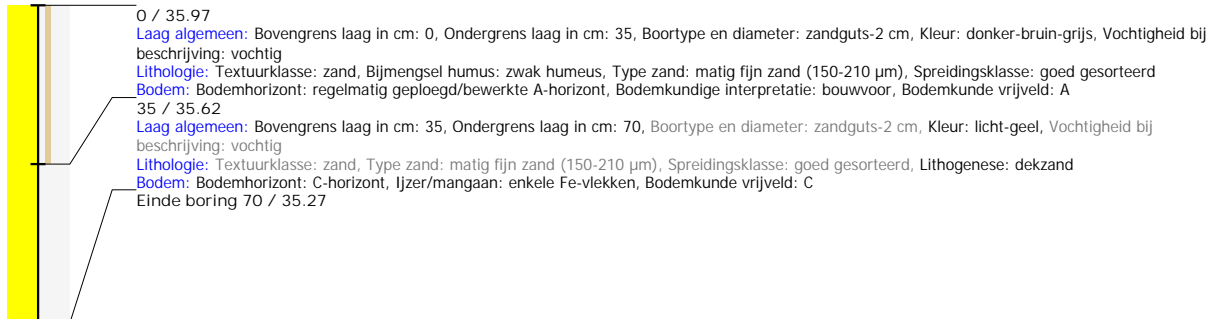 0 / 35.97
Laag algemeen: Bovengrens laag in cm: 0, Ondergrens laag in cm: 35, Boortype en diameter: zandguts-2 cm, Kleur: donker-bruin-grijs, Vochtigheid bij
beschrijving: vochtig
Lithologie: Textuurklasse: zand, Bijmengsel humus: zwak humeus, Type zand: matig fijn zand (150-210 µm), Spreidingsklasse: goed gesorteerd
Bodem: Bodemhorizont: regelmatig geploegd/bewerkte A-horizont, Bodemkundige interpretatie: bouwvoor, Bodemkunde vrijveld: A
35 / 35.62
Laag algemeen: Bovengrens laag in cm: 35, Ondergrens laag in cm: 70, Boortype en diameter: zandguts-2 cm, Kleur: licht-geel, Vochtigheid bij
beschrijving: vochtig
Lithologie: Textuurklasse: zand, Type zand: matig fijn zand (150-210 µm), Spreidingsklasse: goed gesorteerd, Lithogenese: dekzand
Bodem: Bodemhorizont: C-horizont, Ijzer/mangaan: enkele Fe-vlekken, Bodemkunde vrijveld: C
Einde boring 70 / 35.27